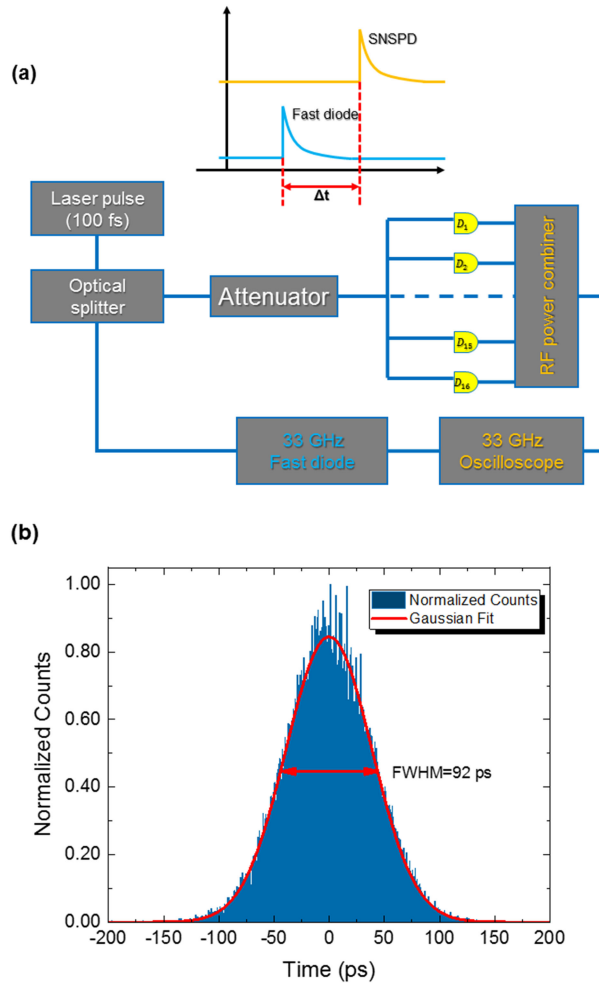 (a)
SNSPD
Fast diode
Δt
Laser pulse
(100 fs)
Optical
splitter
Attenuator
D1
D2
D15
D16
RF power combiner
33 GHz
Fast diode
33 GHz
Oscilloscope
(b)
Normalized Counts
1.00
0.80
0.60
0.40
0.20
0.00
Normalized Counts
Gaussian Fit
FWHM=92 ps
-200 -150 -100 -50 0 50 100 150 200
Time (ps)